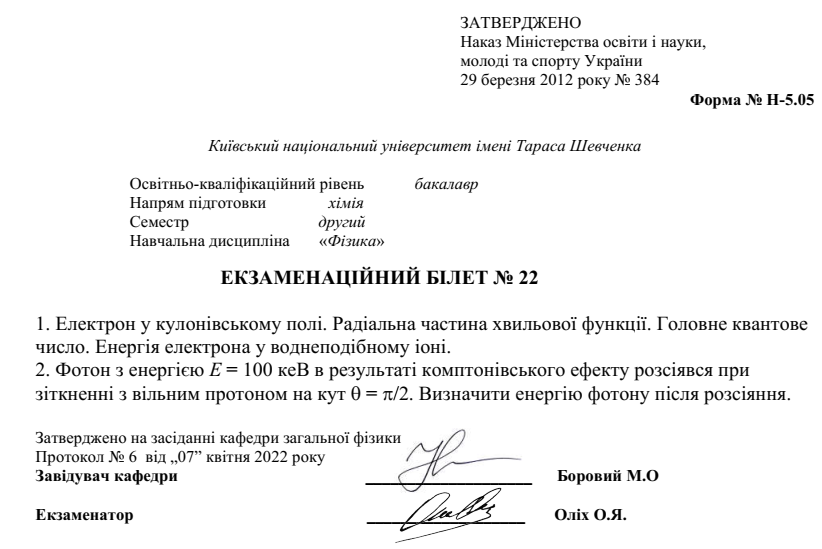 ЗАТВЕРДЖЕНО
Наказ Міністерства освіти і науки,
молоді та спорту України
29 березня 2012 року № 384
Форма № Н-5.05
Київський національний університет імені Тараса Шевченка
Освітньо-кваліфікаційний рівень бакалавр
Напрям підготовки хімія
Семестр другий
Навчальна дисципліна «Фізика»
ЕКЗАМЕНАЦІЙНИЙ БІЛЕТ № 22
1. Електрон у кулонівському полі. Радіальна частина хвильової функції. Головне квантове
число. Енергія електрона у воднеподібному іоні.
2. Фотон з енергією E = 100 кеВ в результаті комптонівського ефекту розсіявся при
зіткненні з вільним протоном на кут θ = π/2. Визначити енергію фотону після розсіяння.
Затверджено на засіданні кафедри загальної фізики
Протокол № 6 від „07” квітня 2022 року
Завідувач кафедри ____________________ Боровий М.О
Екзаменатор ____________________ Оліх О.Я.